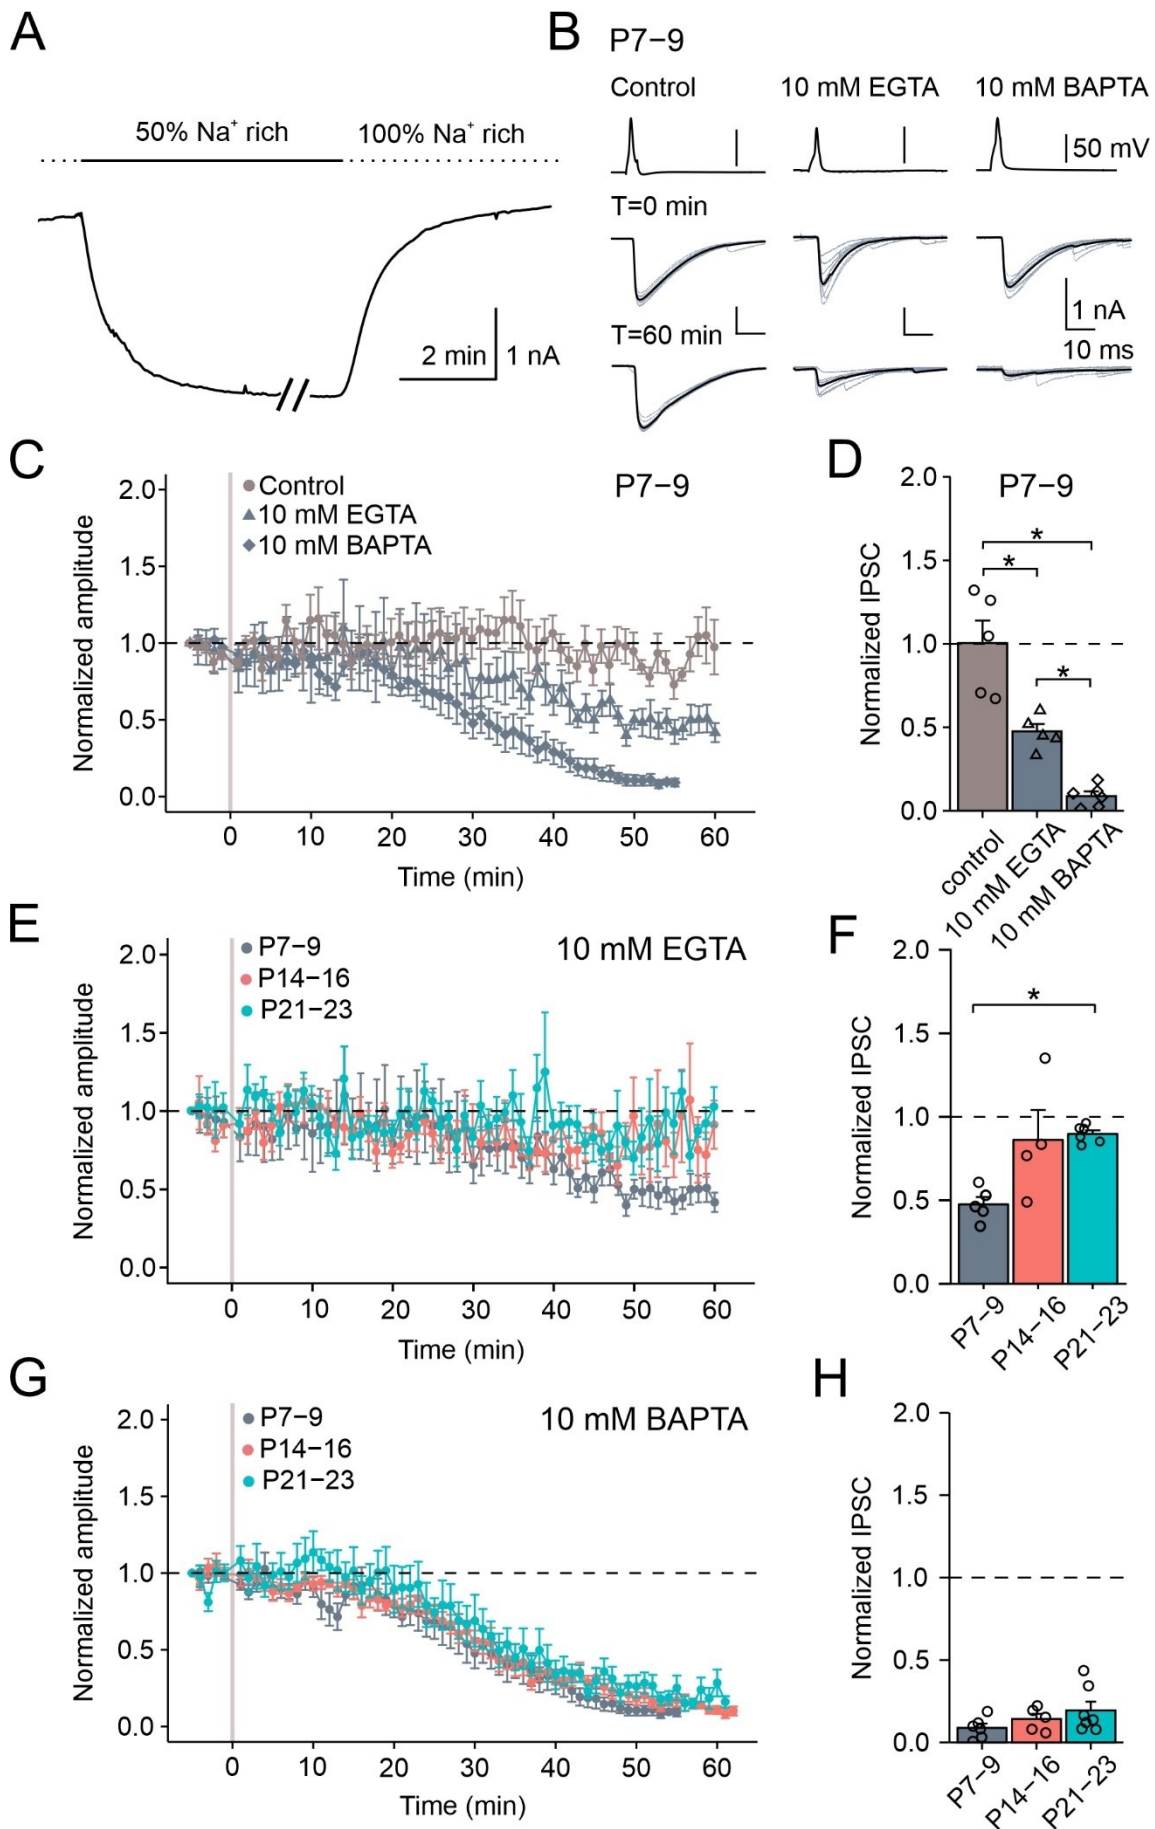 A
50% Na⁺ rich
100% Na⁺ rich
2 min
1 nA
B
P7−9
Control
10 mM EGTA
10 mM BAPTA
50 mV
T=0 min
T=60 min
1 nA
10 ms
C
P7−9
Control
10 mM EGTA
10 mM BAPTA
Normalized amplitude
2.0
1.5
1.0
0.5
0.0
0 10 20 30 40 50 60
Time (min)
D
P7−9
Normalized IPSC
2.0
1.5
1.0
0.5
0.0
*
*
*
control
10 mM EGTA
10 mM BAPTA
E
10 mM EGTA
P7−9
P14−16
P21−23
Normalized amplitude
2.0
1.5
1.0
0.5
0.0
0 10 20 30 40 50 60
Time (min)
F
Normalized IPSC
2.0
1.5
1.0
0.5
0.0
*
P7−9
P14−16
P21−23
G
10 mM BAPTA
P7−9
P14−16
P21−23
Normalized amplitude
2.0
1.5
1.0
0.5
0.0
0 10 20 30 40 50 60
Time (min)
H
Normalized IPSC
2.0
1.5
1.0
0.5
0.0
P7−9
P14−16
P21−23